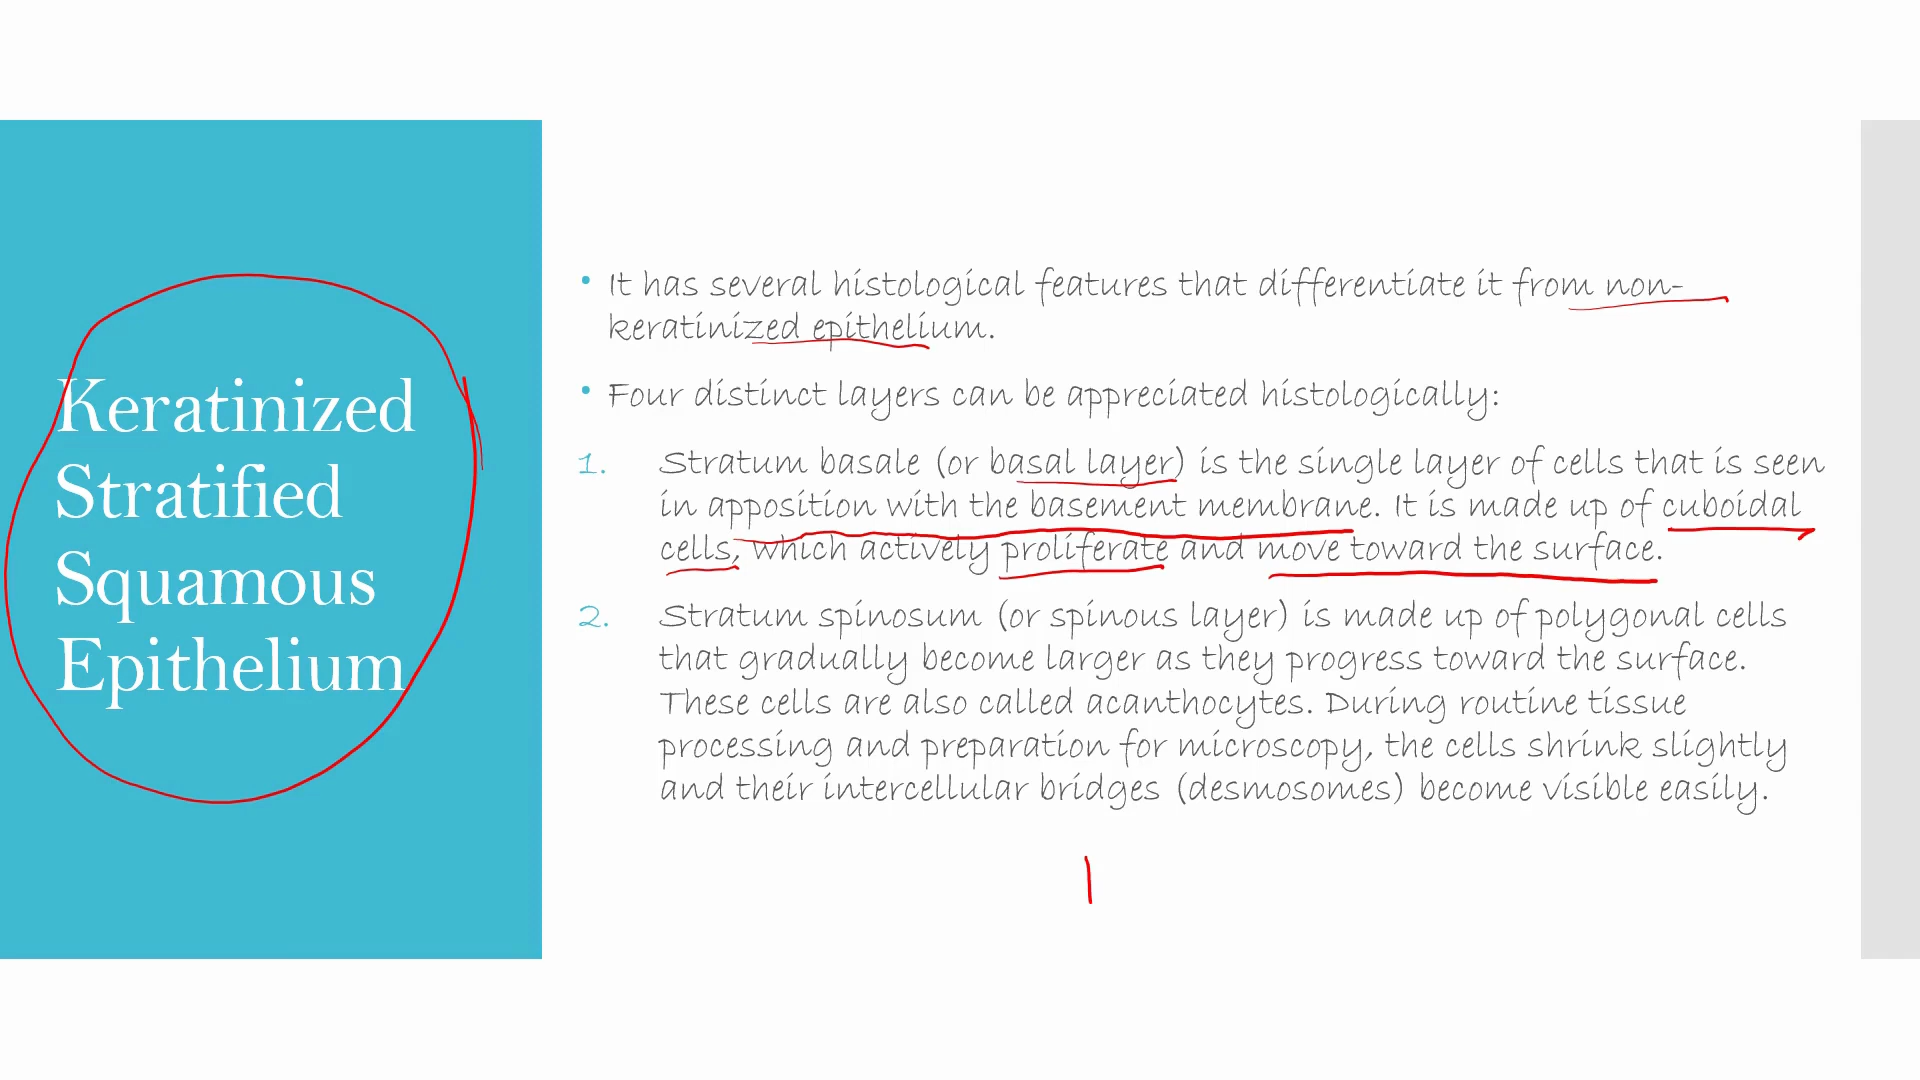 Keratinized
Stratified
Squamous
Epithelium
• It has several histological features that differentiate it from non-
keratinized epithelium.
• Four distinct layers can be appreciated histologically:
1. Stratum basale (or basal layer) is the single layer of cells that is seen
in apposition with the basement membrane. It is made up of cuboidal
cells, which actively proliferate and move toward the surface.
2. Stratum spinosum (or spinous layer) is made up of polygonal cells
that gradually become larger as they progress toward the surface.
These cells are also called acanthocytes. During routine tissue
processing and preparation for microscopy, the cells shrink slightly
and their intercellular bridges (desmosomes) become visible easily.